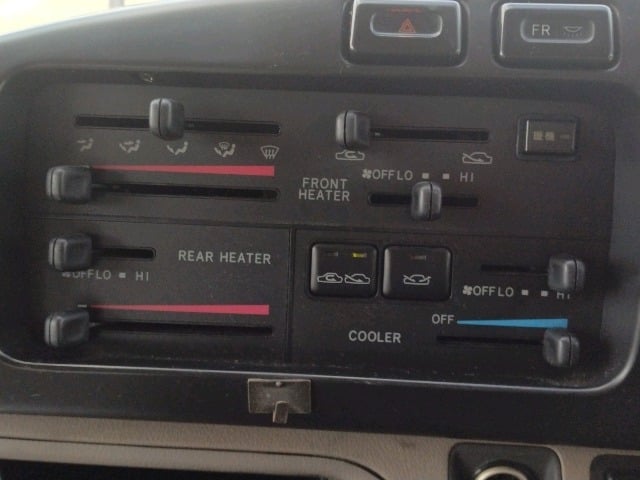 FR
OFF LO HI
FRONT
HEATER
REAR HEATER
OFF LO HI
OFF LO HI
OFF
COOLER